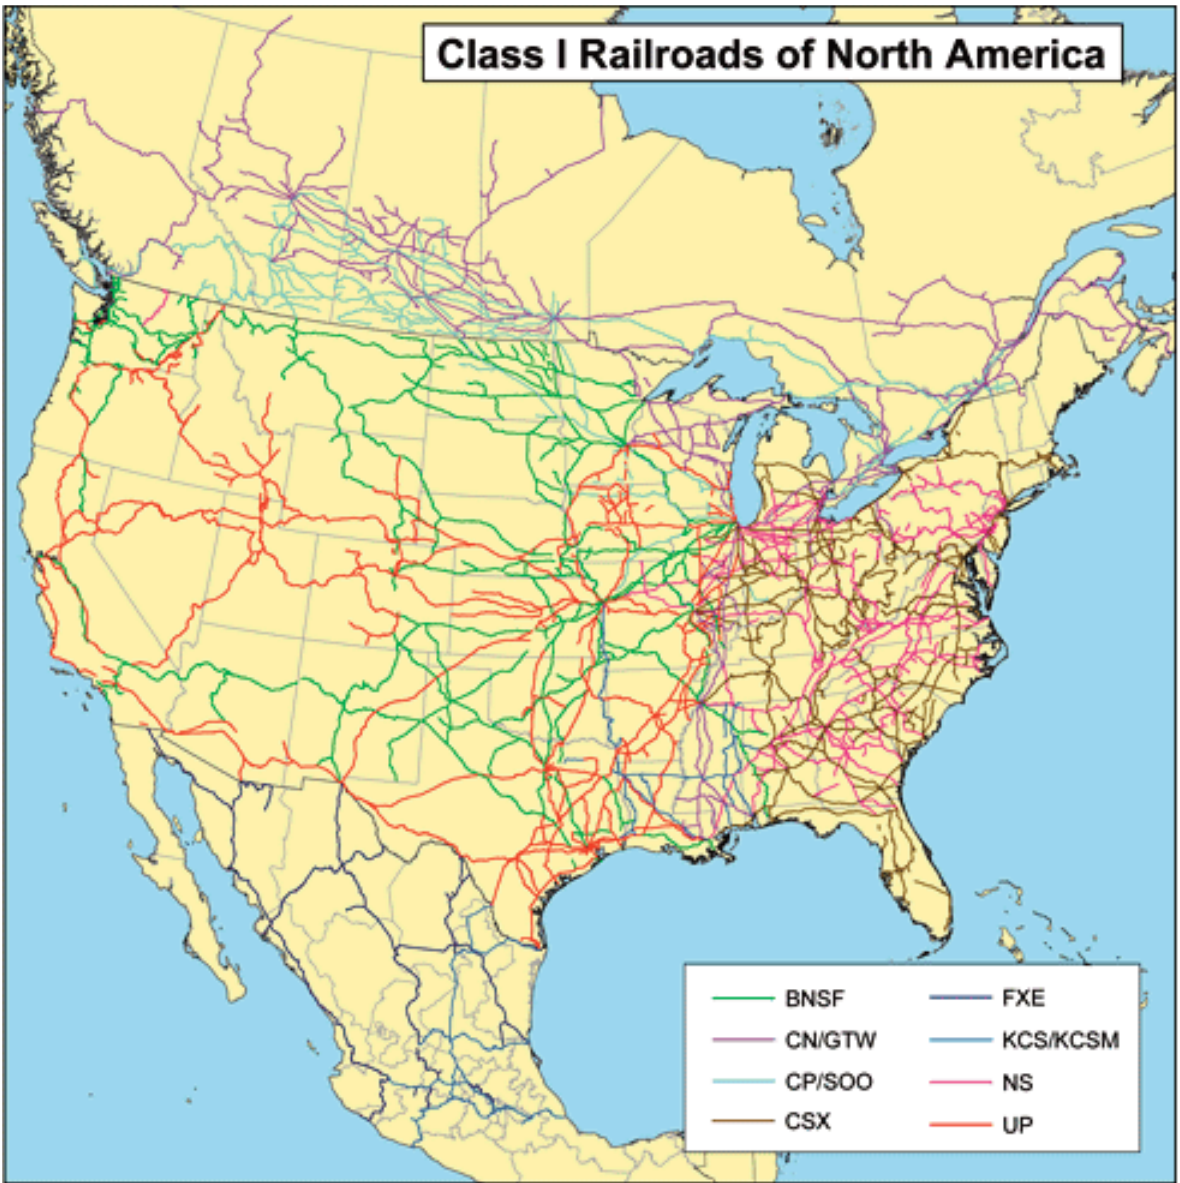 Class I Railroads of North America
BNSF
CN/GTW
CP/SOO
CSX
FXE
KCS/KCSM
NS
UP